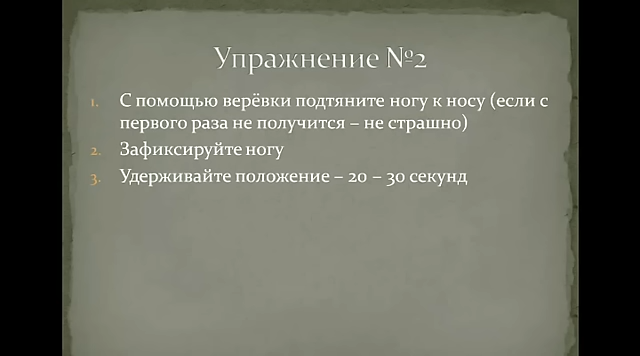 Упражнение №2
1. С помощью верёвки подтяните ногу к носу (если с
первого раза не получится – не страшно)
2. Зафиксируйте ногу
3. Удерживайте положение – 20 – 30 секунд